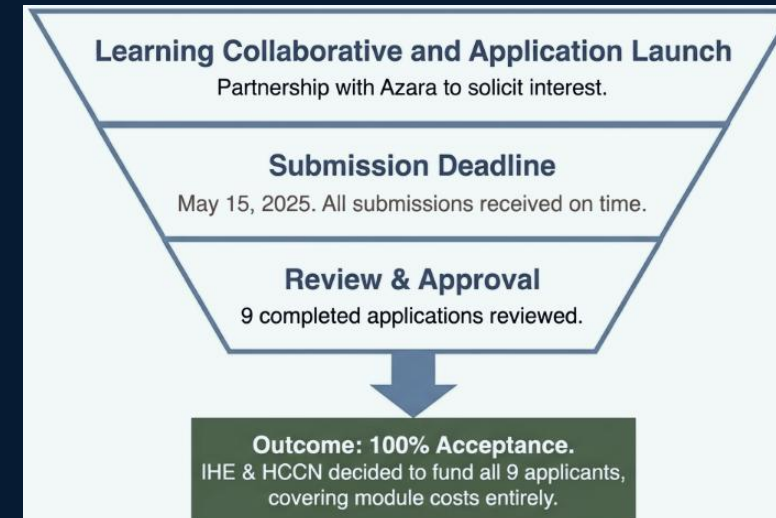 Learning Collaborative and Application Launch
Partnership with Azara to solicit interest.
Submission Deadline
May 15, 2025. All submissions received on time.
Review & Approval
9 completed applications reviewed.
Outcome: 100% Acceptance.
IHE & HCCN decided to fund all 9 applicants,
covering module costs entirely.